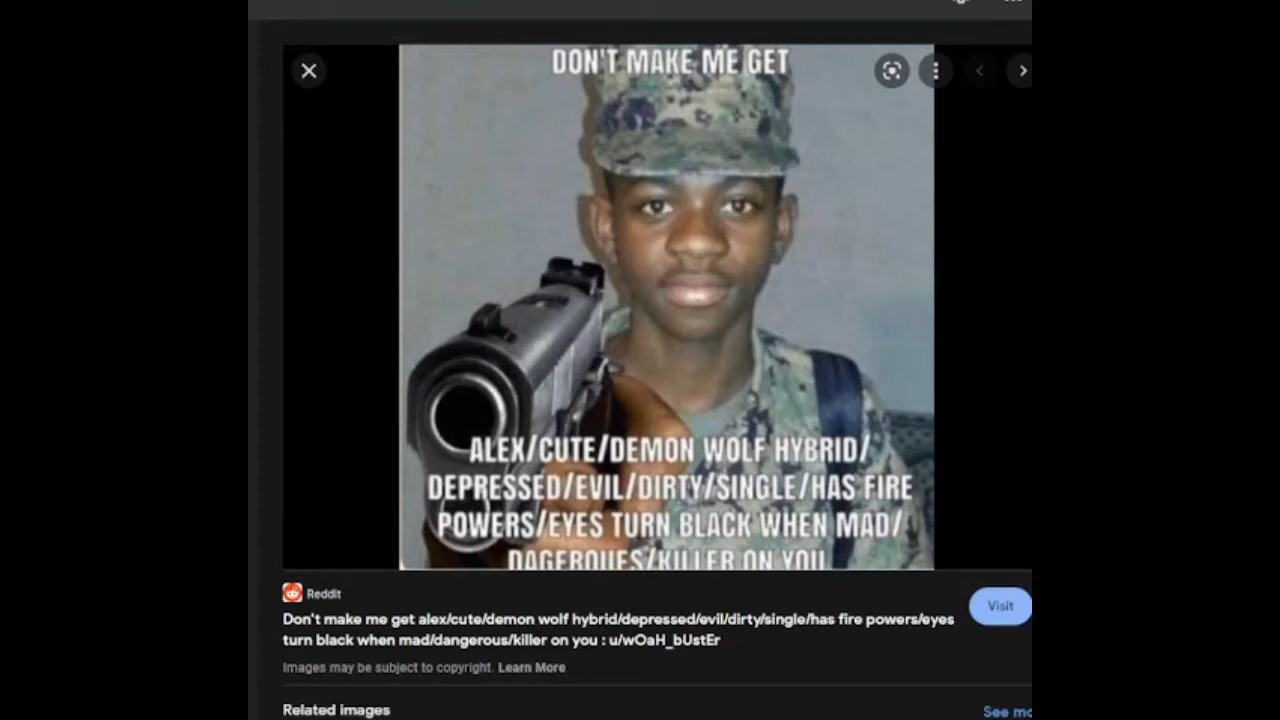 DON'T MAKE ME GET
ALEX/CUTE/DEMON WOLF HYBRID/
DEPRESSED/EVIL/DIRTY/SINGLE/HAS FIRE
POWERS/EYES TURN BLACK WHEN MAD/
DAGEROUES/KILLER ON YOU
Reddit
Visit
Don't make me get alex/cute/demon wolf hybrid/depressed/evil/dirty/single/has fire powers/eyes
turn black when mad/dangerous/killer on you : u/wOaH_bUstEr
Images may be subject to copyright. Learn More
Related images
See mo